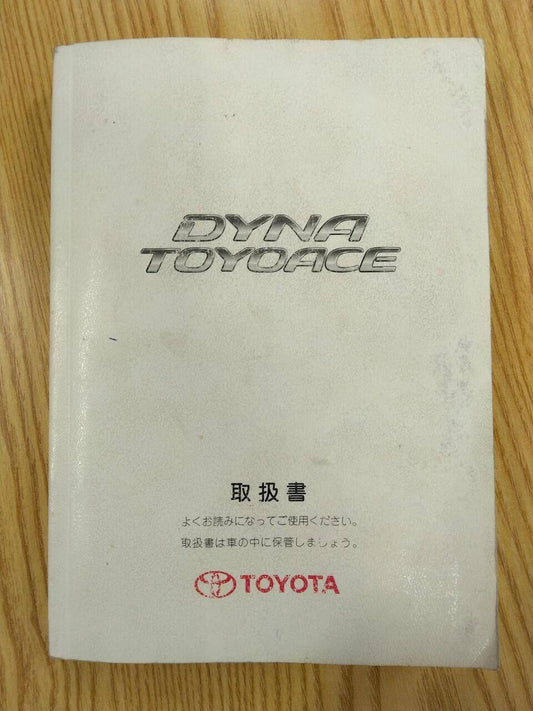 DYNA
TOYOACE
取扱書
よくお読みになってご使用ください。
取扱書は車の中に保管しましょう。
TOYOTA